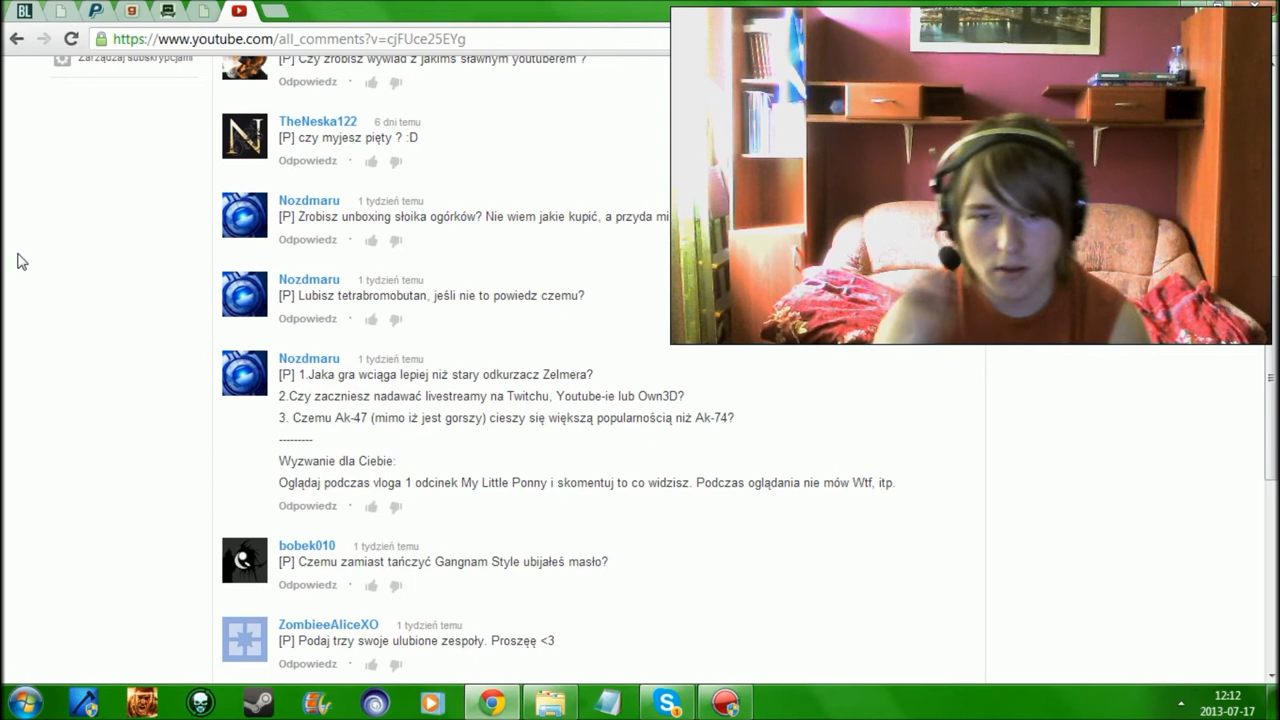 BL
https://www.youtube.com/all_comments?v=cjFUce25EYg
Zarządzaj subskrypcjami
[P] Czy zrobisz wywiad z jakimś sławnym youtuberem ?
Odpowiedz
TheNeska122 6 dni temu
[P] czy myjesz pięty ? :D
Odpowiedz
Nozdmaru 1 tydzień temu
[P] Zrobisz unboxing słoika ogórków? Nie wiem jakie kupić, a przyda mi
Odpowiedz
Nozdmaru 1 tydzień temu
[P] Lubisz tetrabromobutan, jeśli nie to powiedz czemu?
Odpowiedz
Nozdmaru 1 tydzień temu
[P] 1.Jaka gra wciąga lepiej niż stary odkurzacz Zelmera?
2.Czy zaczniesz nadawać livestreamy na Twitchu, Youtube-ie lub Own3D?
3. Czemu Ak-47 (mimo iż jest gorszy) cieszy się większą popularnością niż Ak-74?
---------
Wyzwanie dla Ciebie:
Oglądaj podczas vloga 1 odcinek My Little Ponny i skomentuj to co widzisz. Podczas oglądania nie mów Wtf, itp.
Odpowiedz
bobek010 1 tydzień temu
[P] Czemu zamiast tańczyć Gangnam Style ubijałeś masło?
Odpowiedz
ZombieeAliceXO 1 tydzień temu
[P] Podaj trzy swoje ulubione zespoły. Proszęę <3
Odpowiedz
12:12
2013-07-17